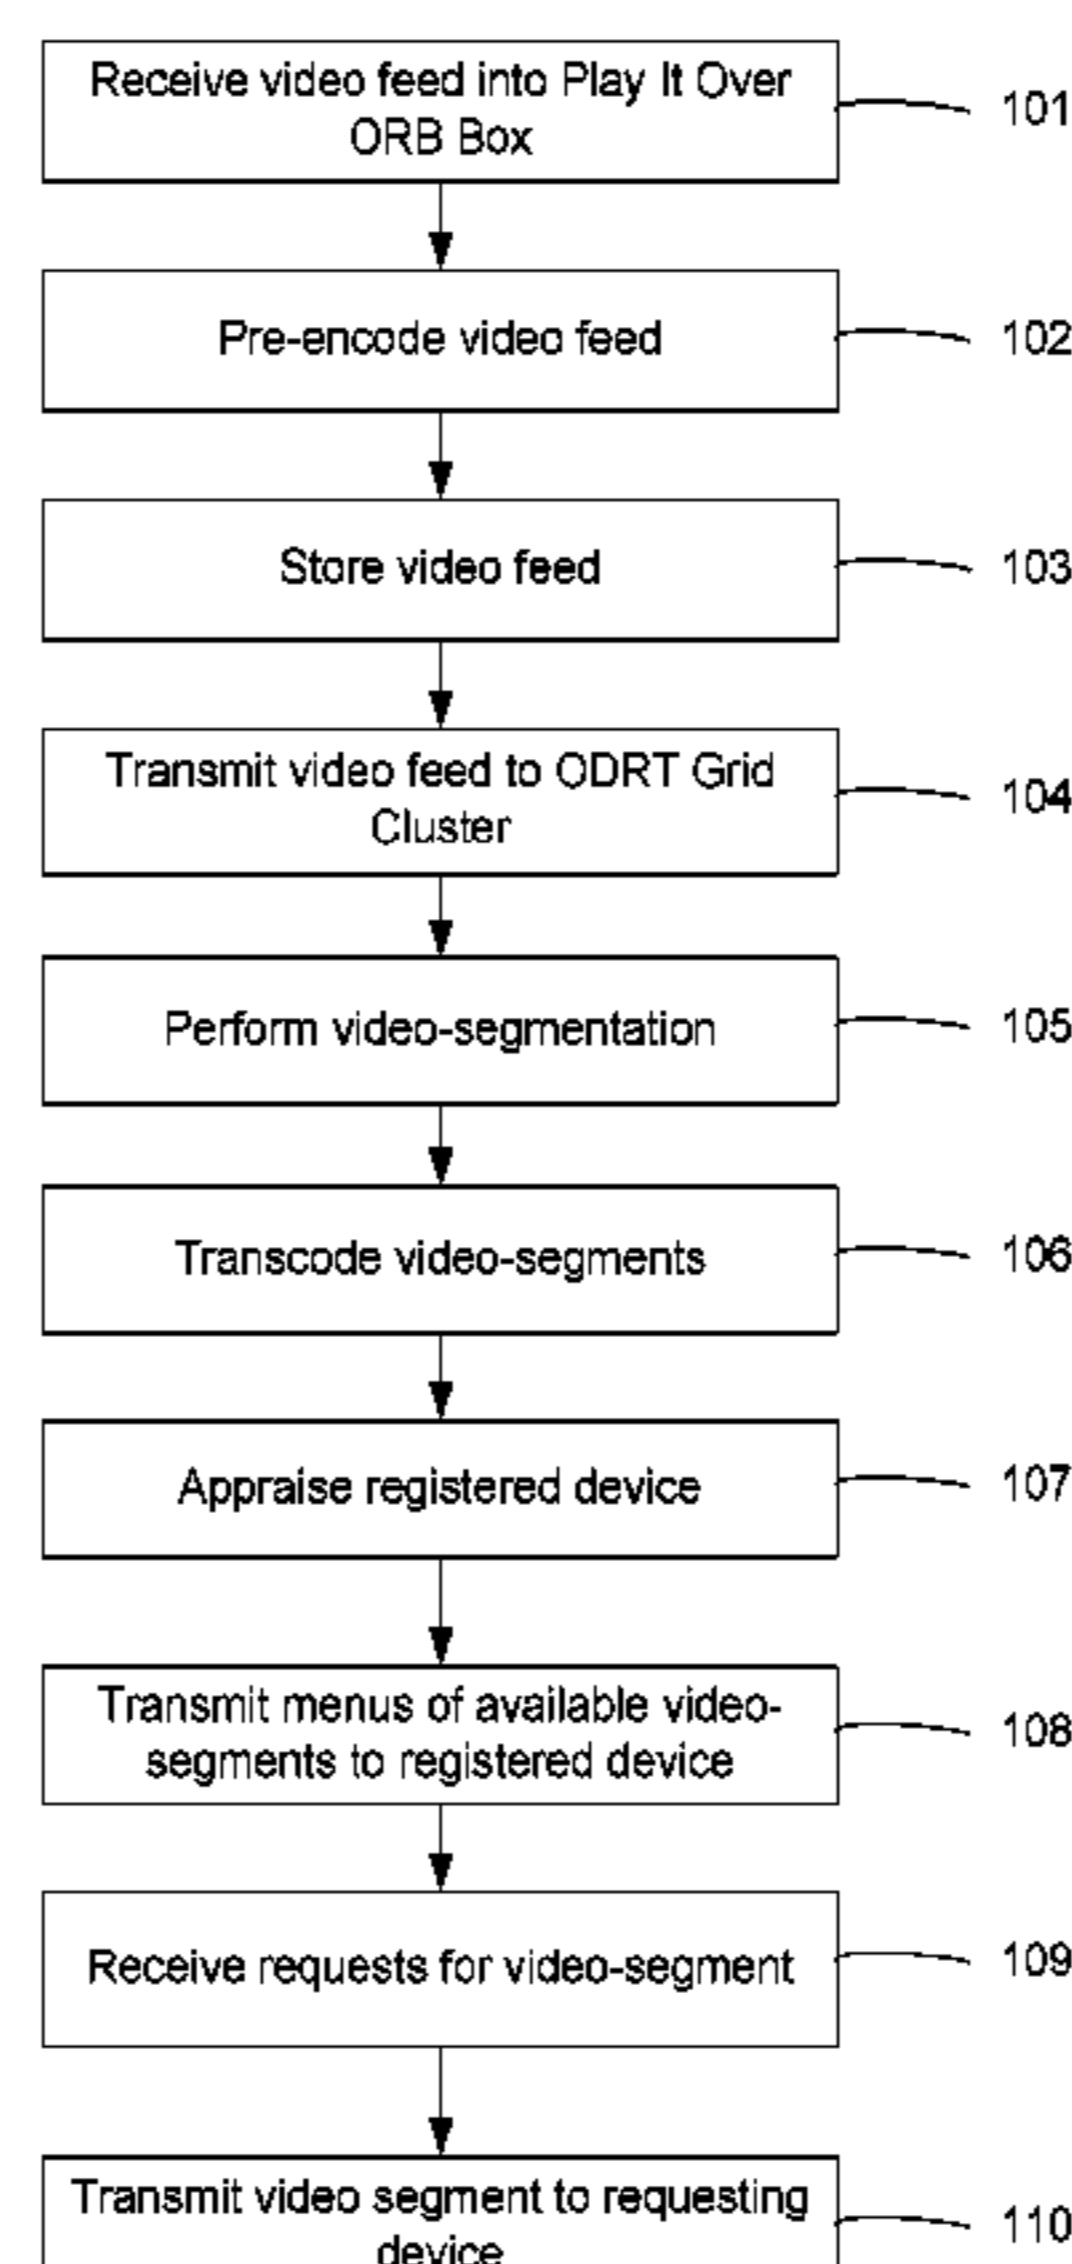 Receive video feed into Play It Over
ORB Box
101
Pre-encode video feed
102
Store video feed
103
Transmit video feed to ODRT Grid
Cluster
104
Perform video-segmentation
105
Transcode video-segments
106
Appraise registered device
107
Transmit menus of available video-
segments to registered device
108
Receive requests for video-segment
109
Transmit video segment to requesting
device
110